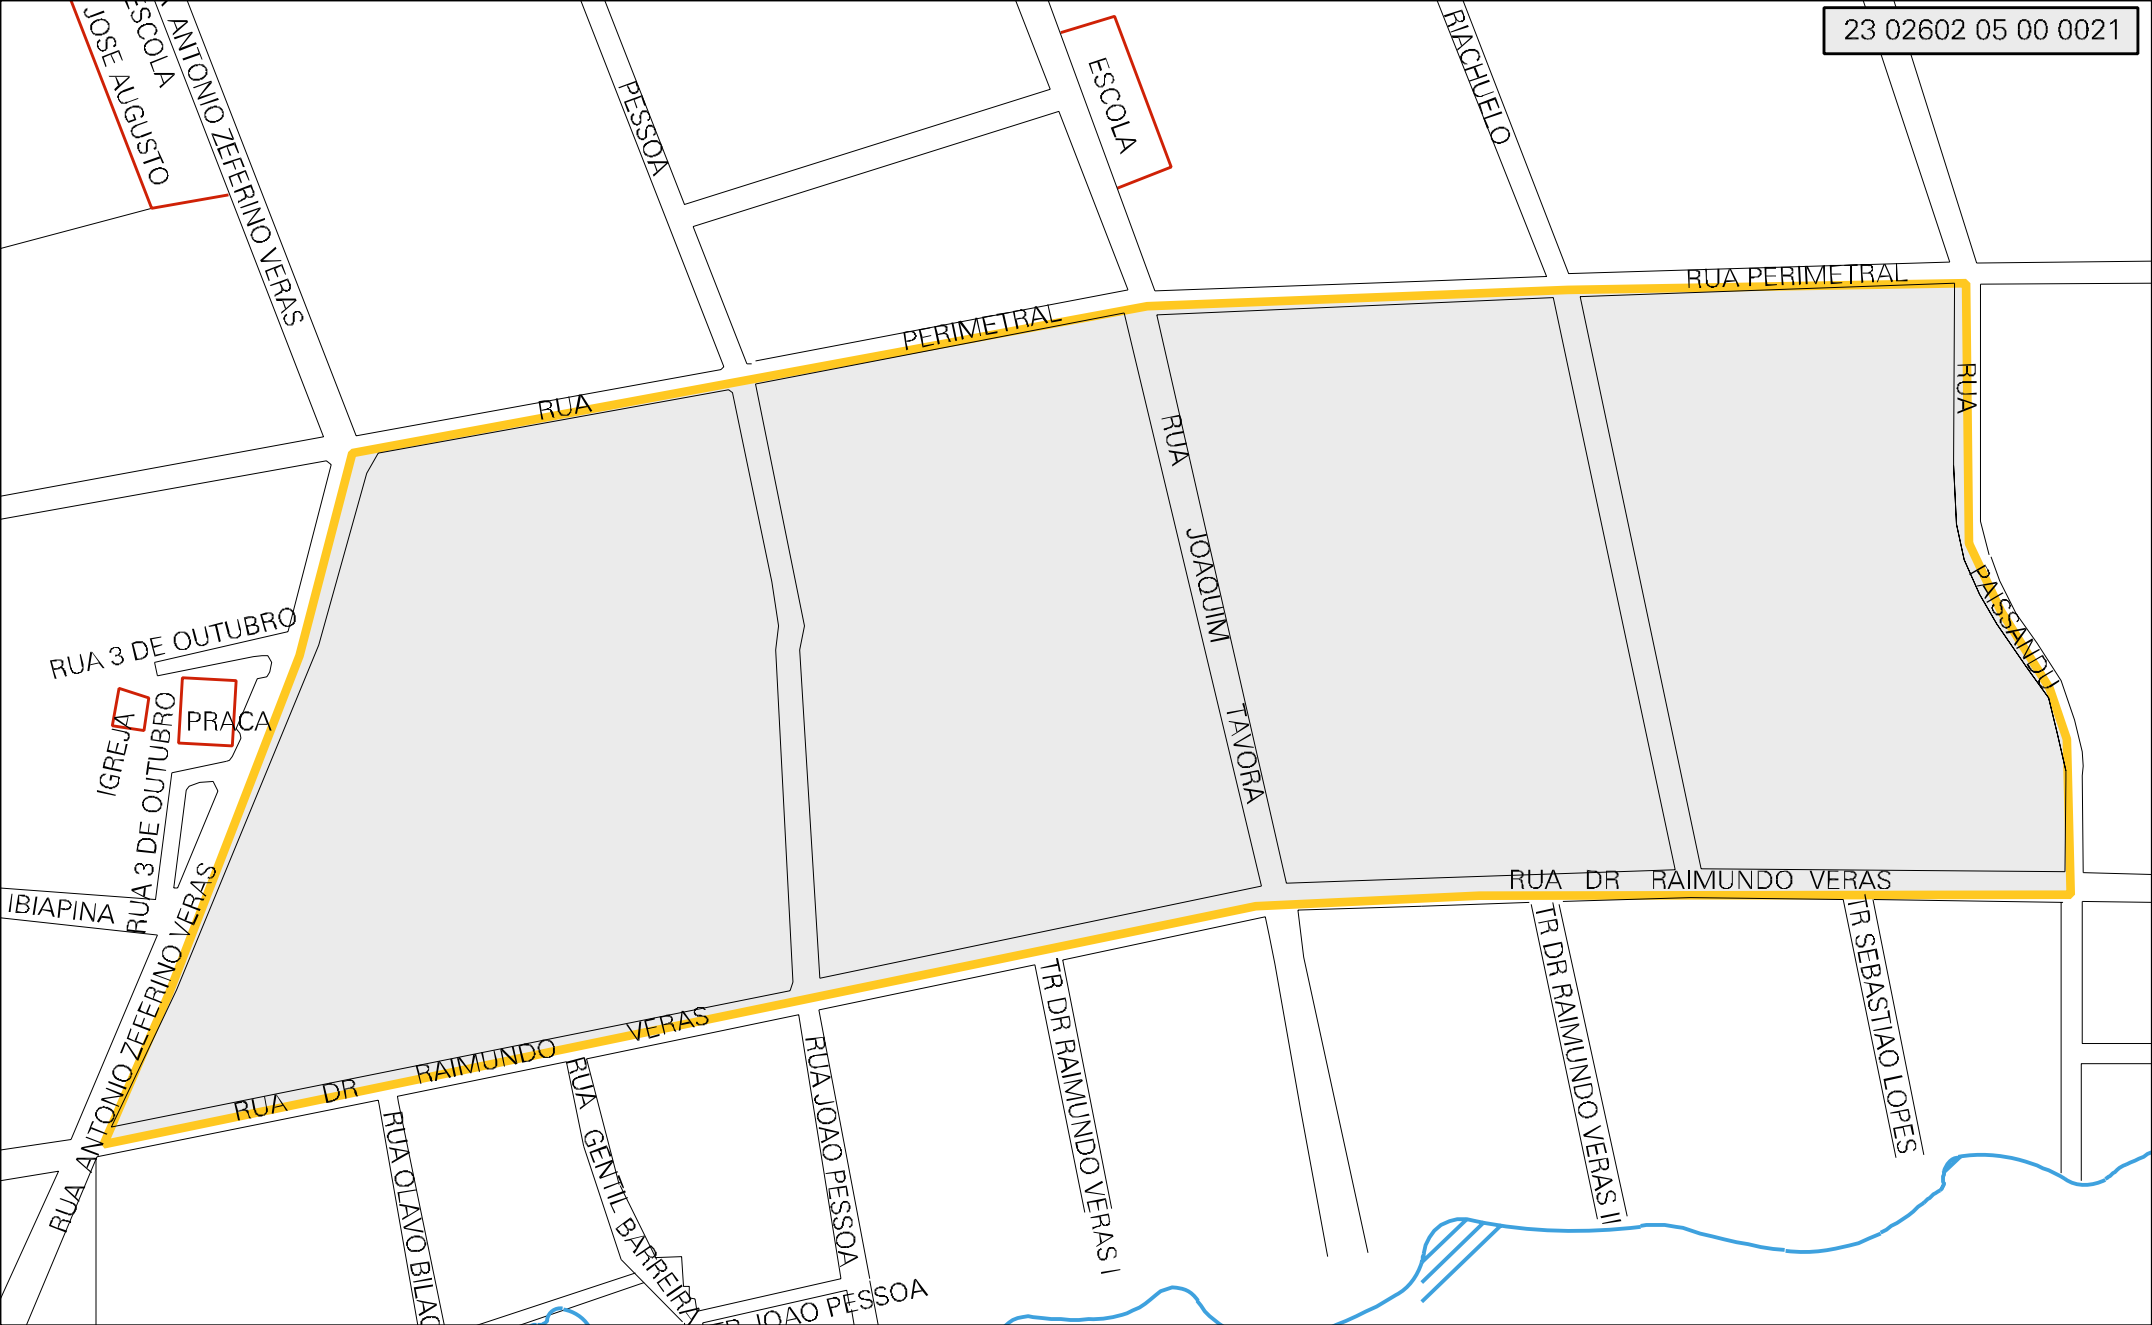 23 02602 05 00 0021
ESCOLA
JOSE AUGUSTO
ANTONIO ZEFERINO VERAS
PESSOA
ESCOLA
RIACHUELO
RUA PERIMETRAL
RUA PERIMETRAL
RUA PAISSANDU
RUA JOAQUIM TAVORA
RUA 3 DE OUTUBRO
PRACA
IGREJA
RUA 3 DE OUTUBRO
IBIAPINA
RUA ANTONIO ZEFERINO VERAS
RUA DR RAIMUNDO VERAS
RUA DR RAIMUNDO VERAS
RUA OLAVO BILAC
RUA GENTIL BARREIRA
RUA JOAO PESSOA
TR JOAO PESSOA
TR DR RAIMUNDO VERAS I
TR DR RAIMUNDO VERAS II
TR SEBASTIAO LOPES